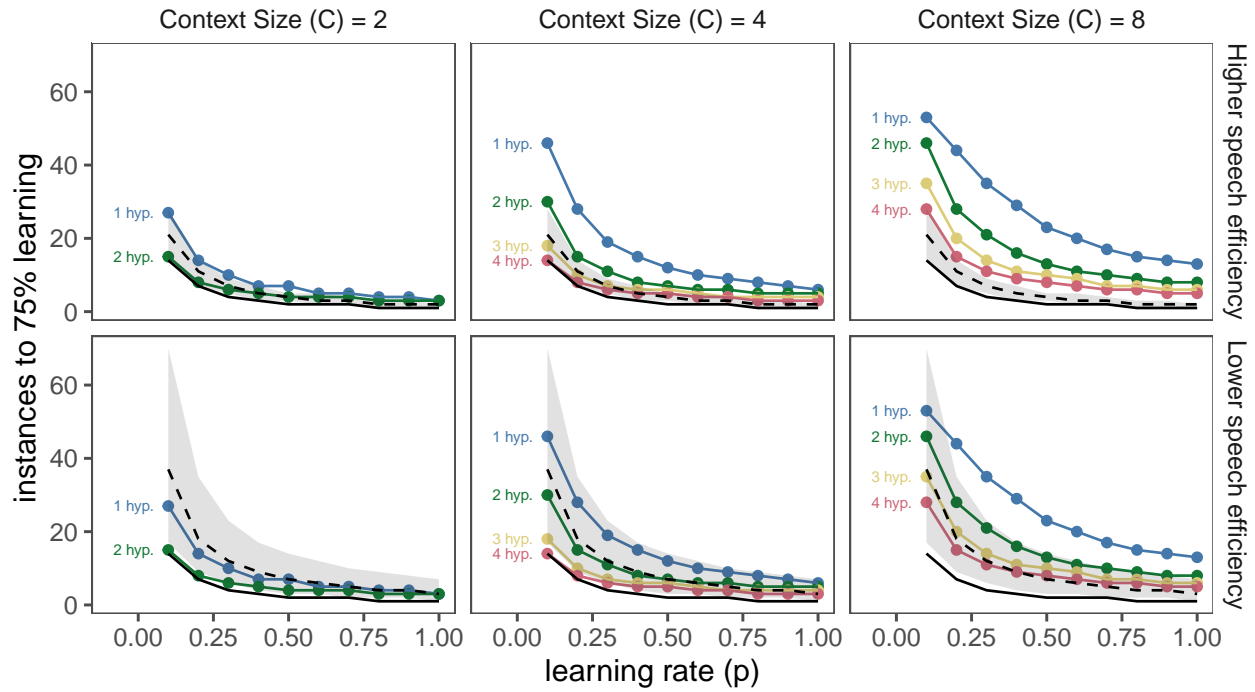 Context Size (C) = 2
Context Size (C) = 4
Context Size (C) = 8
instances to 75% learning
60
40
20
0
1 hyp.
2 hyp.
1 hyp.
2 hyp.
3 hyp.
4 hyp.
1 hyp.
2 hyp.
3 hyp.
4 hyp.
Higher speech efficiency
60
40
20
0
1 hyp.
2 hyp.
1 hyp.
2 hyp.
3 hyp.
4 hyp.
1 hyp.
2 hyp.
3 hyp.
4 hyp.
Lower speech efficiency
0.00 0.25 0.50 0.75 1.00
0.00 0.25 0.50 0.75 1.00
0.00 0.25 0.50 0.75 1.00
learning rate (p)